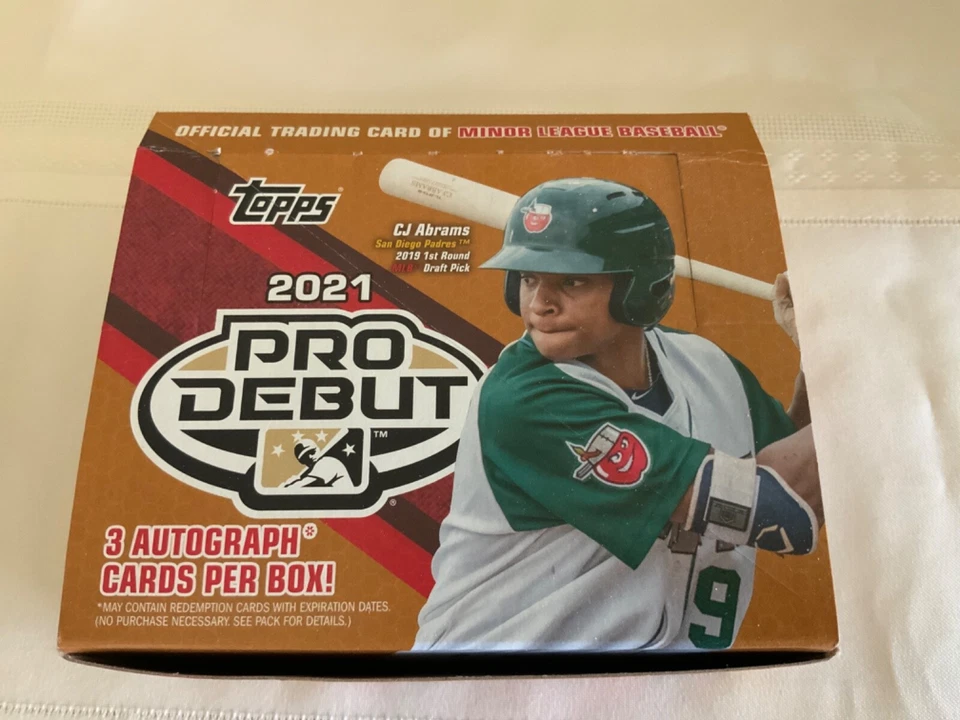 OFFICIAL TRADING CARD OF MINOR LEAGUE BASEBALL®
Topps®
CJ Abrams
San Diego Padres™
2019 1st Round
MLB® Draft Pick
2021
PRO
DEBUT
™
®
3 AUTOGRAPH*
CARDS PER BOX!
*MAY CONTAIN REDEMPTION CARDS WITH EXPIRATION DATES.
(NO PURCHASE NECESSARY. SEE PACK FOR DETAILS.)
9